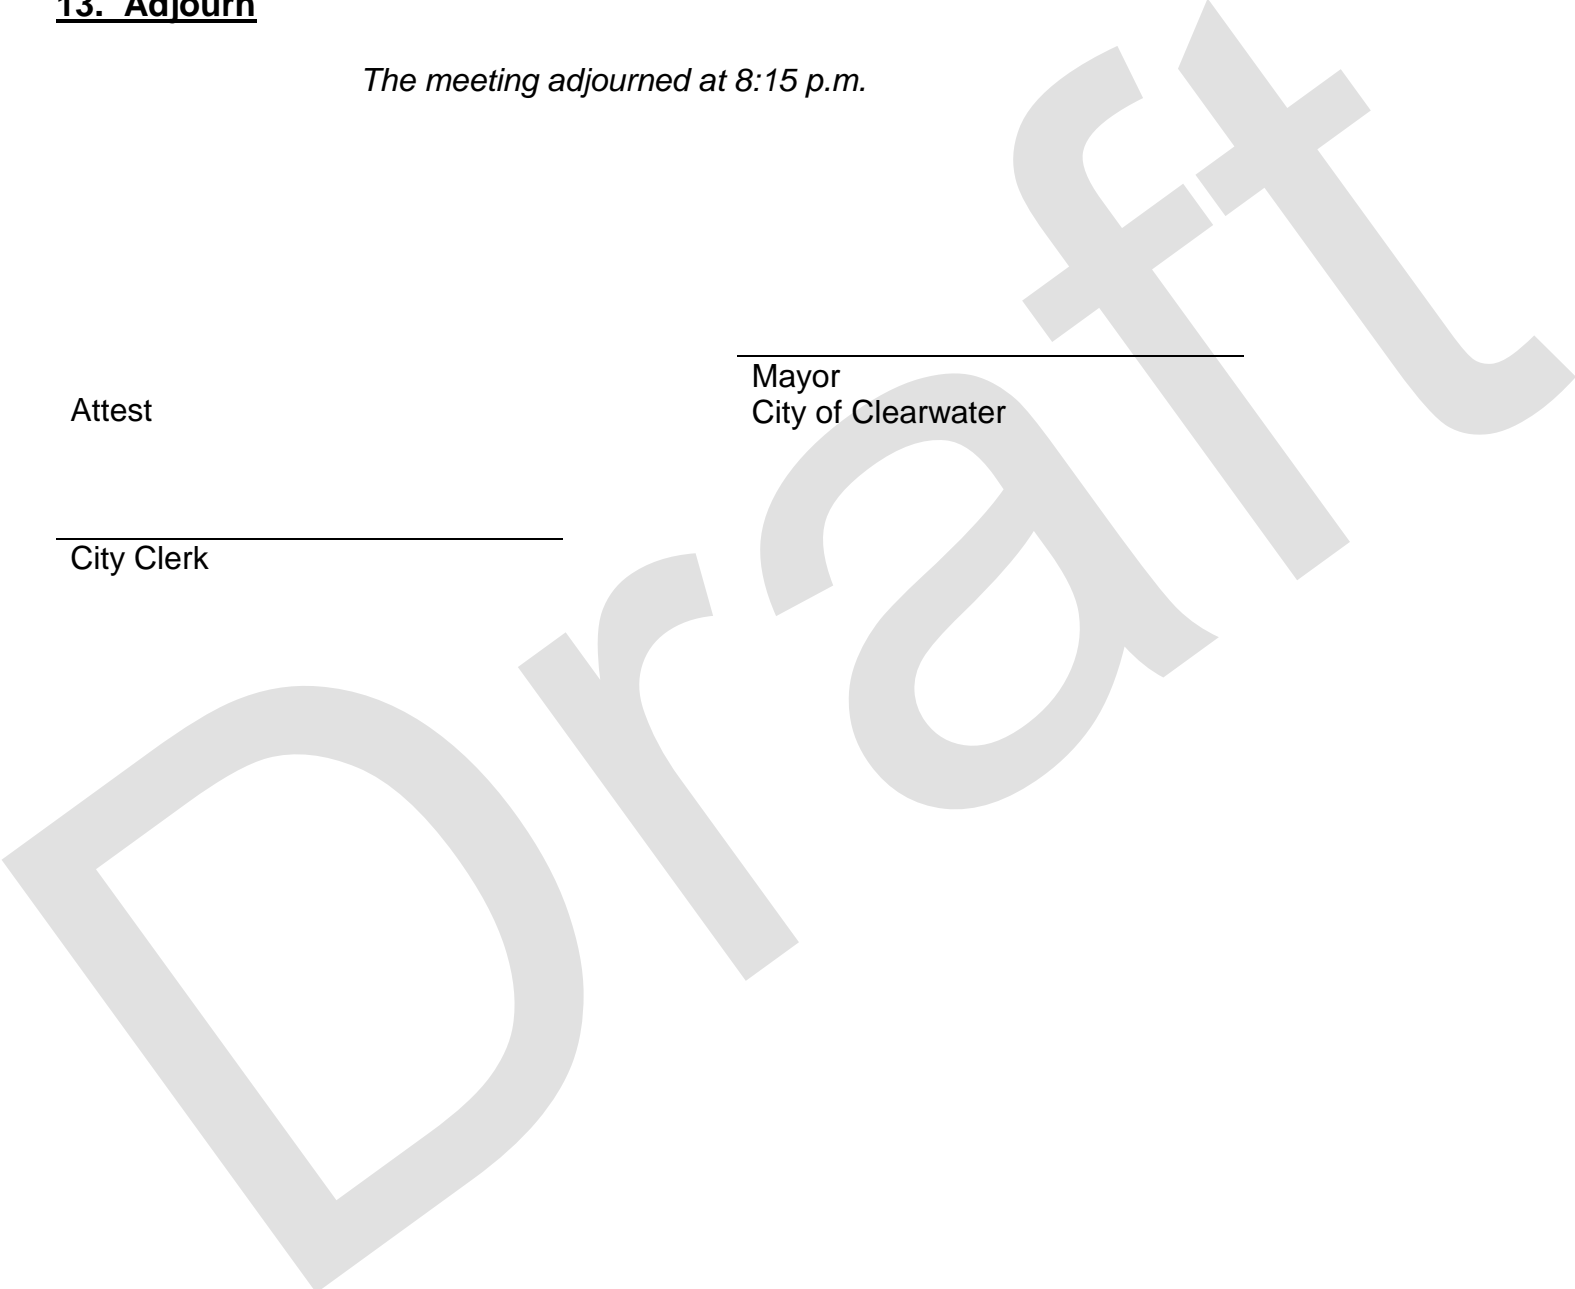 13. Adjourn
The meeting adjourned at 8:15 p.m.
Mayor
City of Clearwater
Attest
City Clerk
Draft